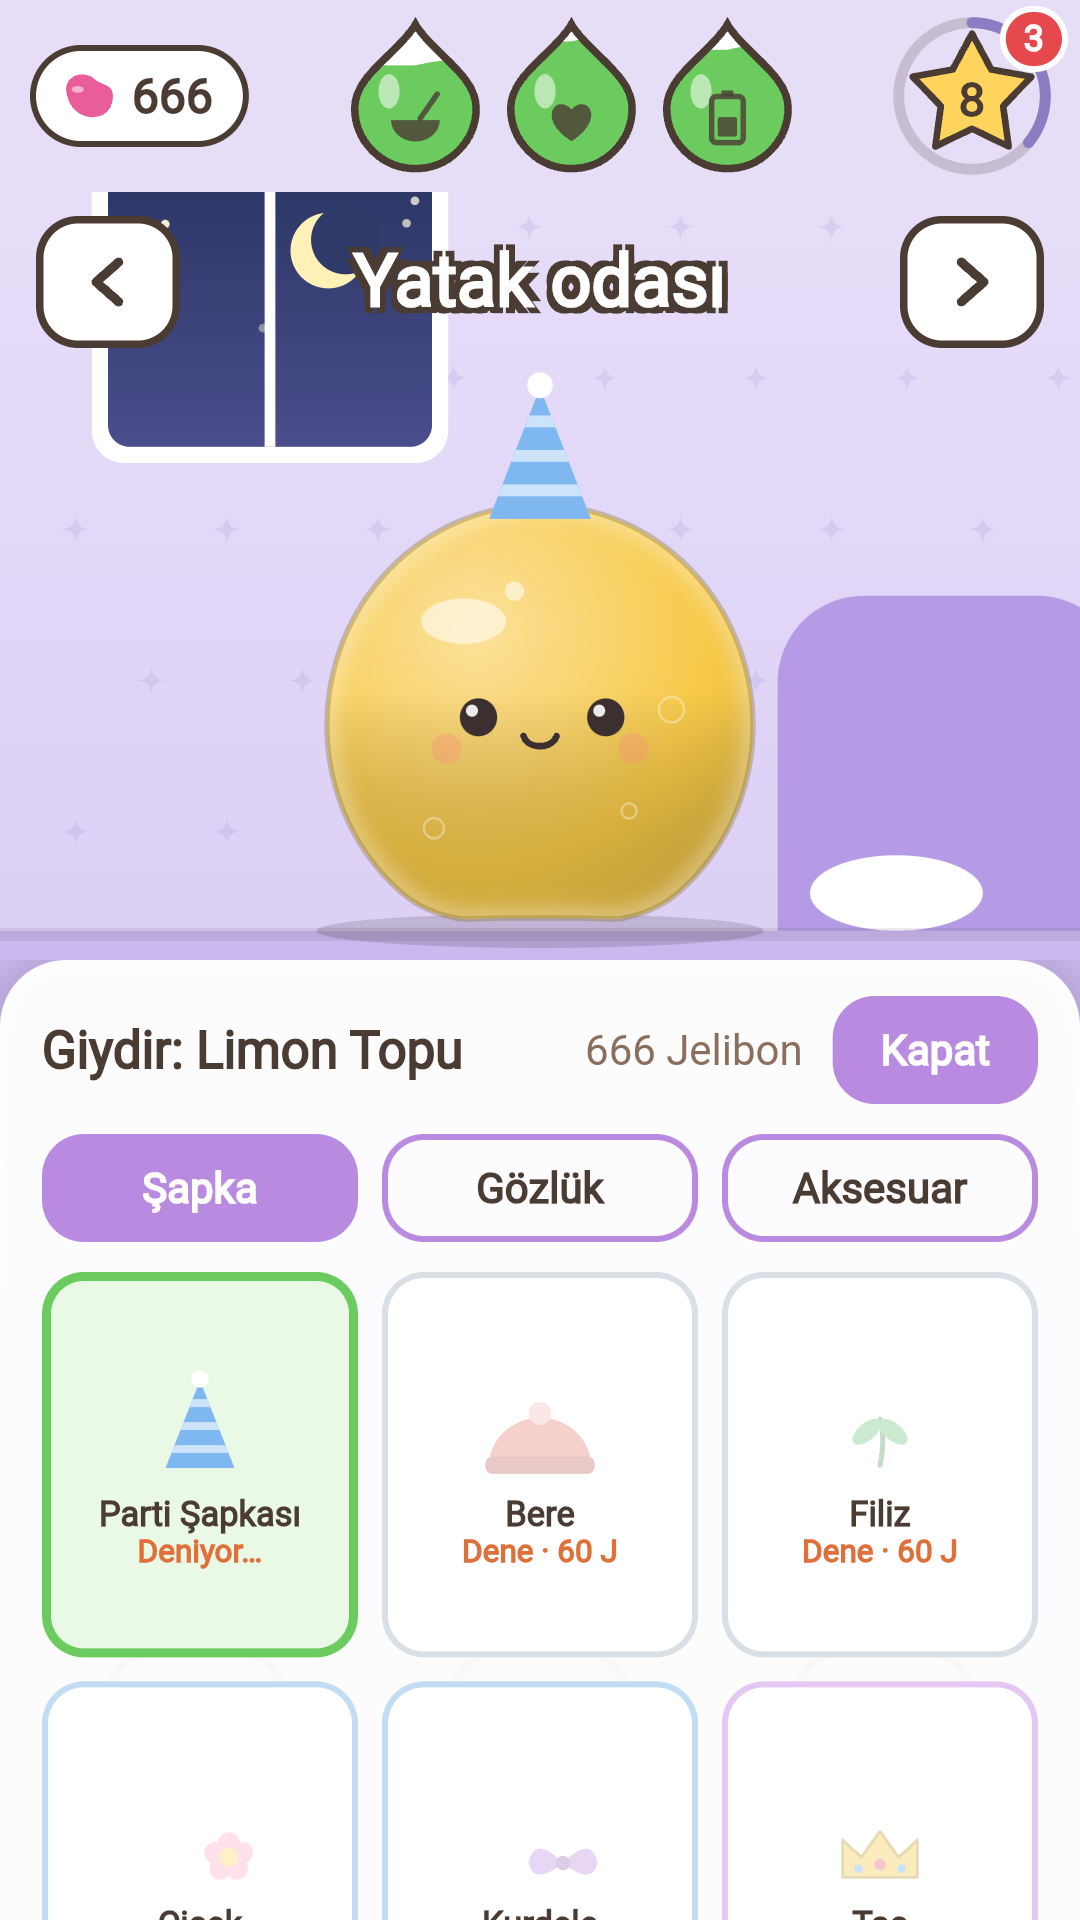 666
8
3
Yatak odası
Giydir: Limon Topu
666 Jelibon
Kapat
Şapka
Gözlük
Aksesuar
Parti Şapkası
Deniyor...
Bere
Dene · 60 J
Filiz
Dene · 60 J